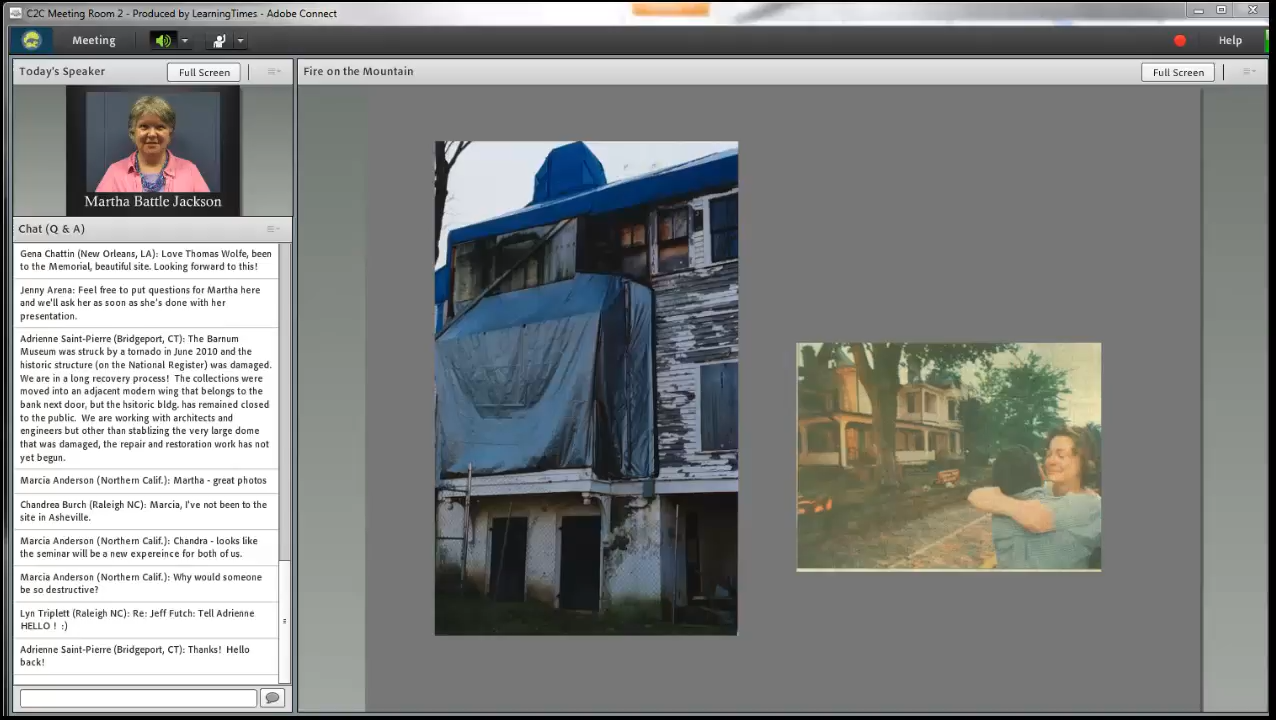 C2C Meeting Room 2 - Produced by LearningTimes - Adobe Connect
Meeting
Help
Today's Speaker
Full Screen
Fire on the Mountain
Full Screen
Martha Battle Jackson
Chat (Q & A)
Gena Chattin (New Orleans, LA): Love Thomas Wolfe, been
to the Memorial, beautiful site. Looking forward to this!
Jenny Arena: Feel free to put questions for Martha here
and we'll ask her as soon as she's done with her
presentation.
Adrienne Saint-Pierre (Bridgeport, CT): The Barnum
Museum was struck by a tornado in June 2010 and the
historic structure (on the National Register) was damaged.
We are in a long recovery process! The collections were
moved into an adjacent modern wing that belongs to the
bank next door, but the hsitoric bldg. has remained closed
to the public. We are working with architects and
engineers but other than stablizing the very large dome
that was damaged, the repair and restoration work has not
yet begun.
Marcia Anderson (Northern Calif.): Martha - great photos
Chandrea Burch (Raleigh NC): Marcia, I've not been to the
site in Asheville.
Marcia Anderson (Northern Calif.): Chandra - looks like
the seminar will be a new expereince for both of us.
Marcia Anderson (Northern Calif.): Why would someone
be so destructive?
Lyn Triplett (Raleigh NC): Re: Jeff Futch: Tell Adrienne
HELLO ! :)
Adrienne Saint-Pierre (Bridgeport, CT): Thanks! Hello
back!